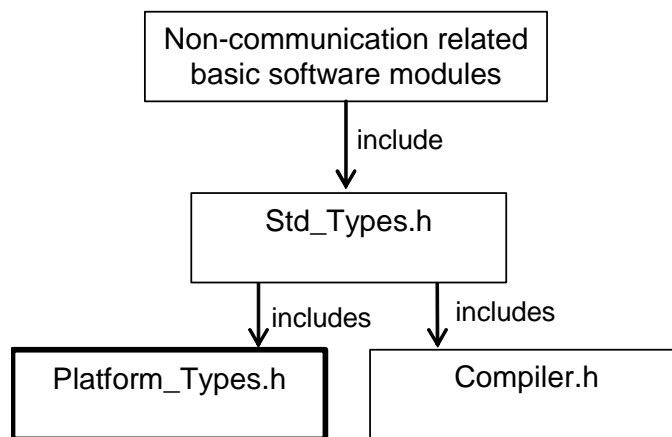 Non-communication related
basic software modules
include
Std_Types.h
includes
includes
Platform_Types.h
Compiler.h